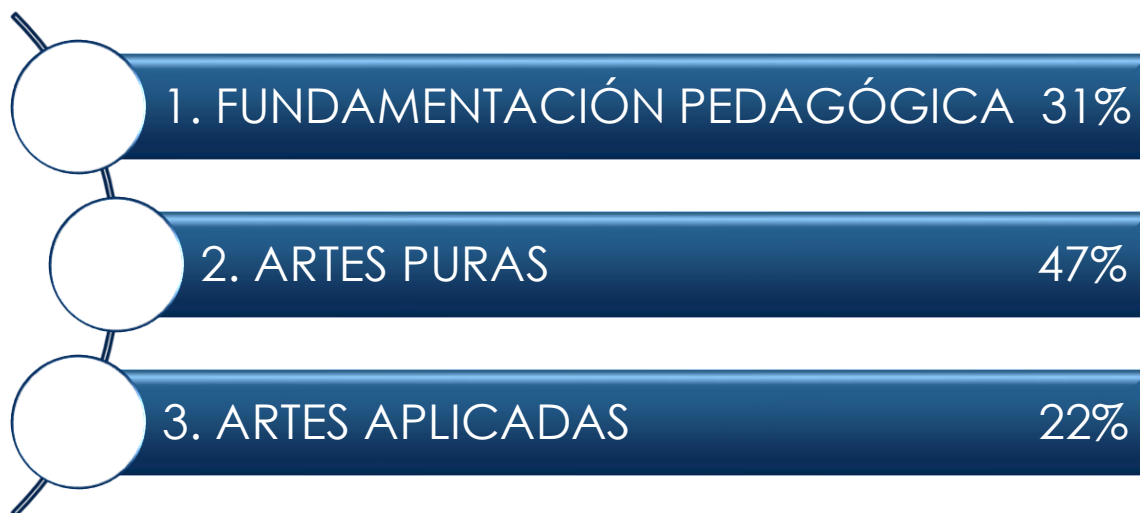 1. FUNDAMENTACIÓN PEDAGÓGICA 31%
2. ARTES PURAS 47%
3. ARTES APLICADAS 22%